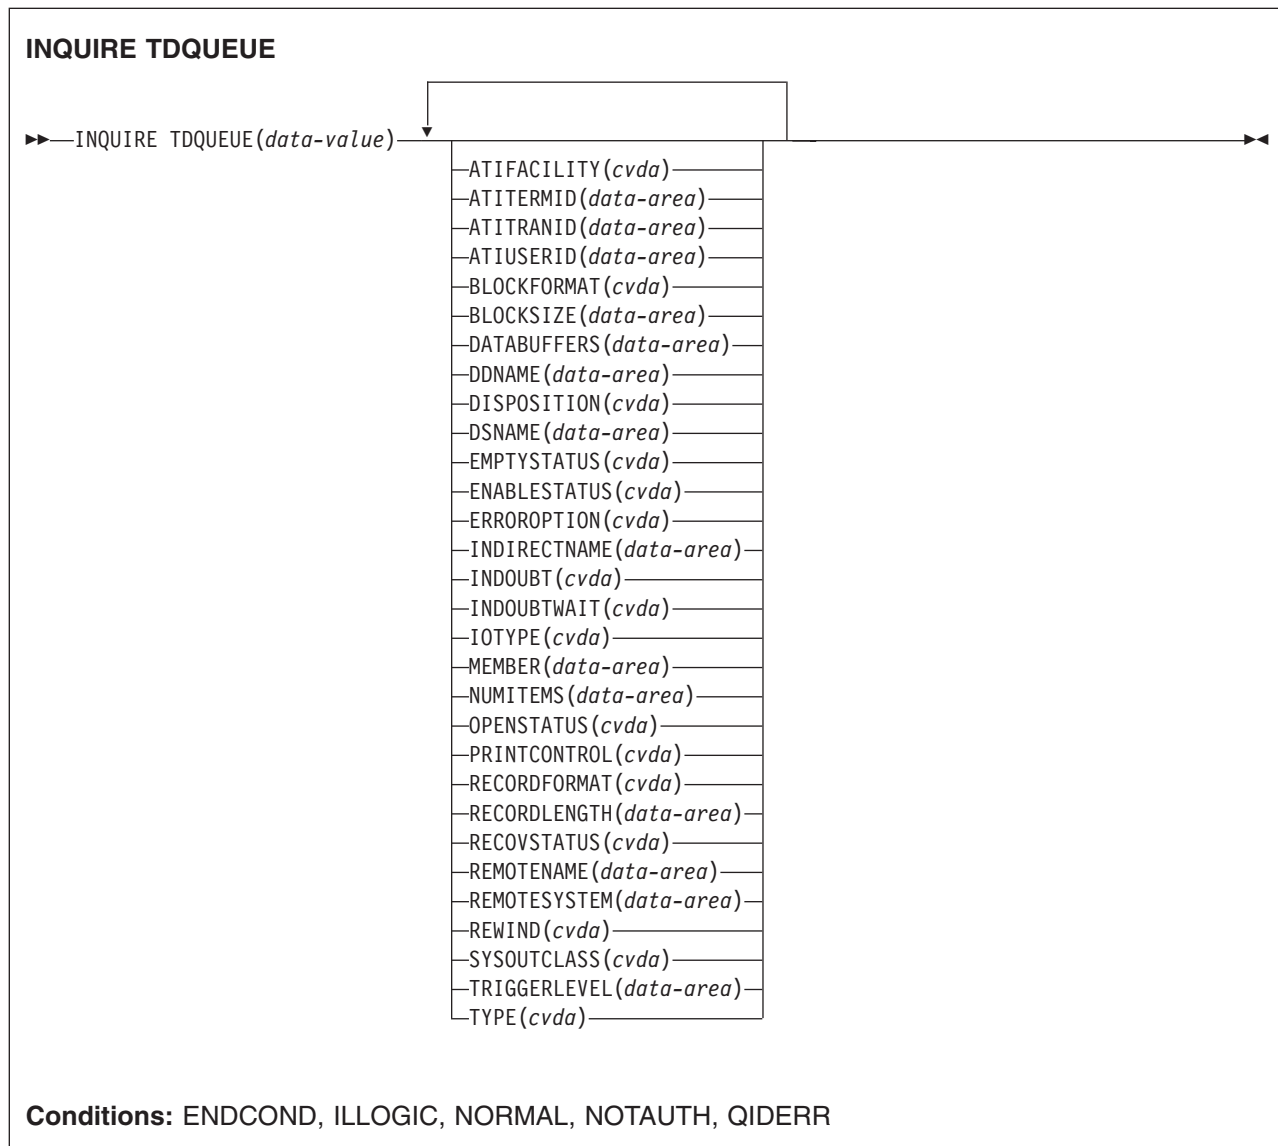 INQUIRE TDQUEUE
INQUIRE TDQUEUE(data-value)
ATIFACILITY(cvda)
ATITERMID(data-area)
ATITRANID(data-area)
ATIUSERID(data-area)
BLOCKFORMAT(cvda)
BLOCKSIZE(data-area)
DATABUFFERS(data-area)
DDNAME(data-area)
DISPOSITION(cvda)
DSNAME(data-area)
EMPTYSTATUS(cvda)
ENABLESTATUS(cvda)
ERROROPTION(cvda)
INDIRECTNAME(data-area)
INDOUBT(cvda)
INDOUBTWAIT(cvda)
IOTYPE(cvda)
MEMBER(data-area)
NUMITEMS(data-area)
OPENSTATUS(cvda)
PRINTCONTROL(cvda)
RECORDFORMAT(cvda)
RECORDLENGTH(data-area)
RECOVSTATUS(cvda)
REMOTENAME(data-area)
REMOTESYSTEM(data-area)
REWIND(cvda)
SYSOUTCLASS(cvda)
TRIGGERLEVEL(data-area)
TYPE(cvda)
Conditions: ENDCOND, ILLOGIC, NORMAL, NOTAUTH, QIDERR